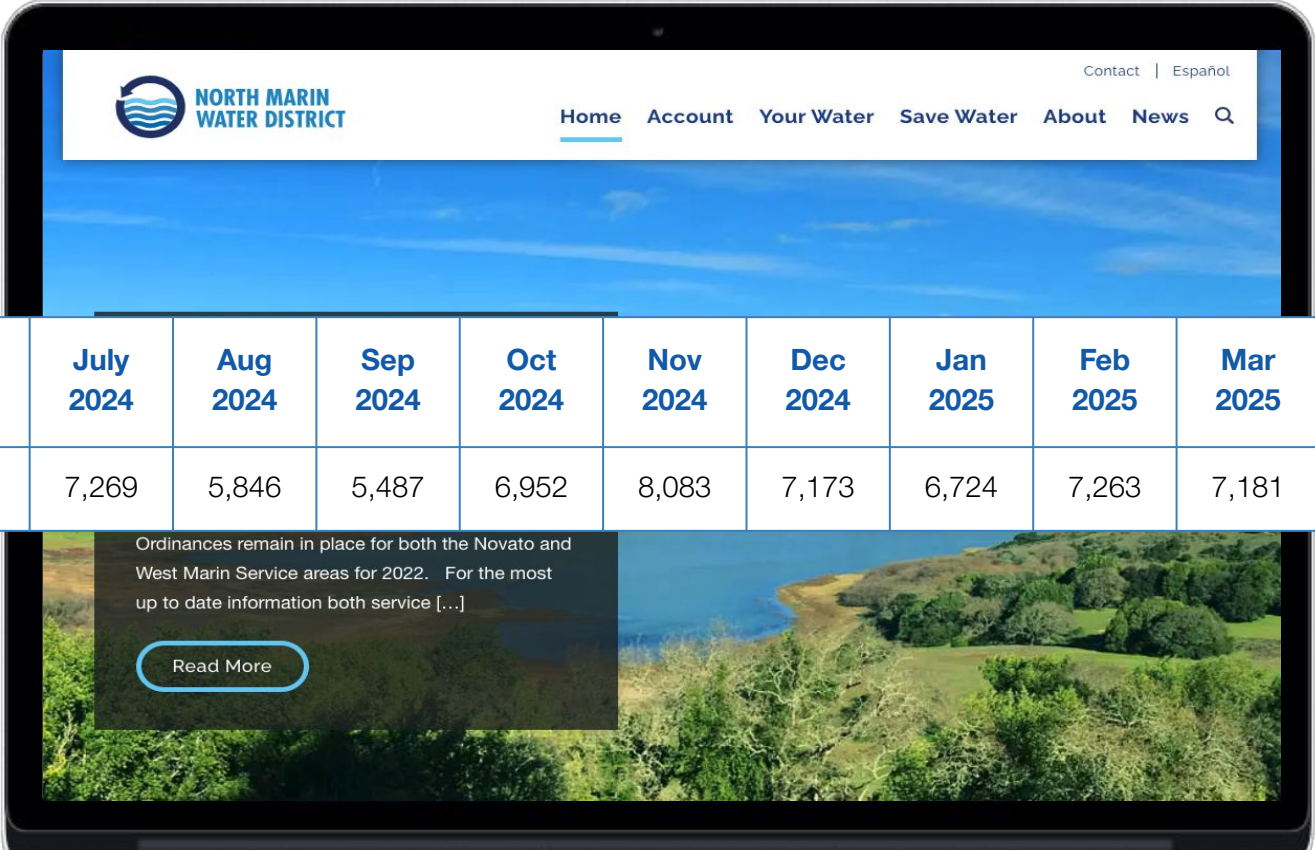 Contact | Español
NORTH MARIN
WATER DISTRICT
Home Account Your Water Save Water About News
July 2024 Aug 2024 Sep 2024 Oct 2024 Nov 2024 Dec 2024 Jan 2025 Feb 2025 Mar 2025
7,269 5,846 5,487 6,952 8,083 7,173 6,724 7,263 7,181
Ordinances remain in place for both the Novato and
West Marin Service areas for 2022. For the most
up to date information both service [...]
Read More